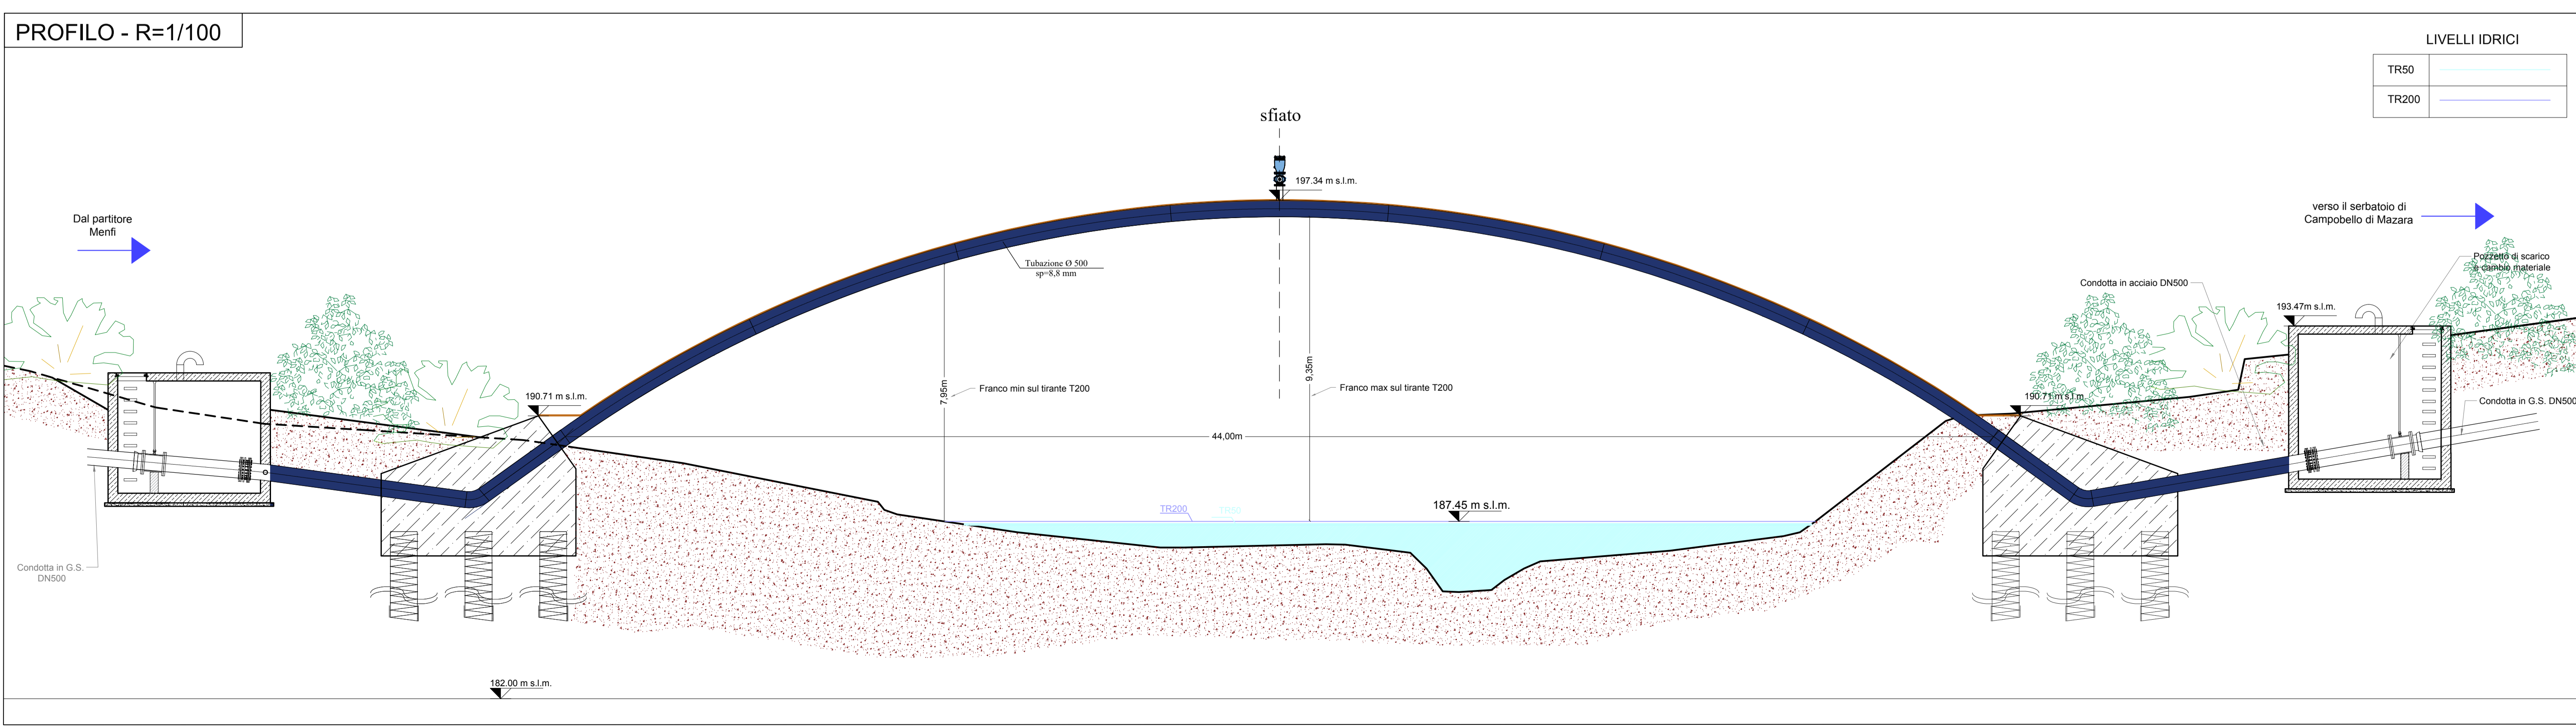 PROFILO - R=1/100
LIVELLI IDRICI
TR50
TR200
sfiato
197.34 m s.l.m.
Dal partitore
Menfi
verso il serbatoio di
Campobello di Mazara
Tubazione Ø 500
sp=8,8 mm
Pozzetto di scarico
e cambio materiale
Condotta in acciaio DN500
193.47m s.l.m.
7,95m
Franco min sul tirante T200
9,35m
Franco max sul tirante T200
190.71 m s.l.m.
190.71 m s.l.m.
Condotta in G.S. DN500
44,00m
TR200
TR50
187.45 m s.l.m.
Condotta in G.S.
DN500
182.00 m s.l.m.